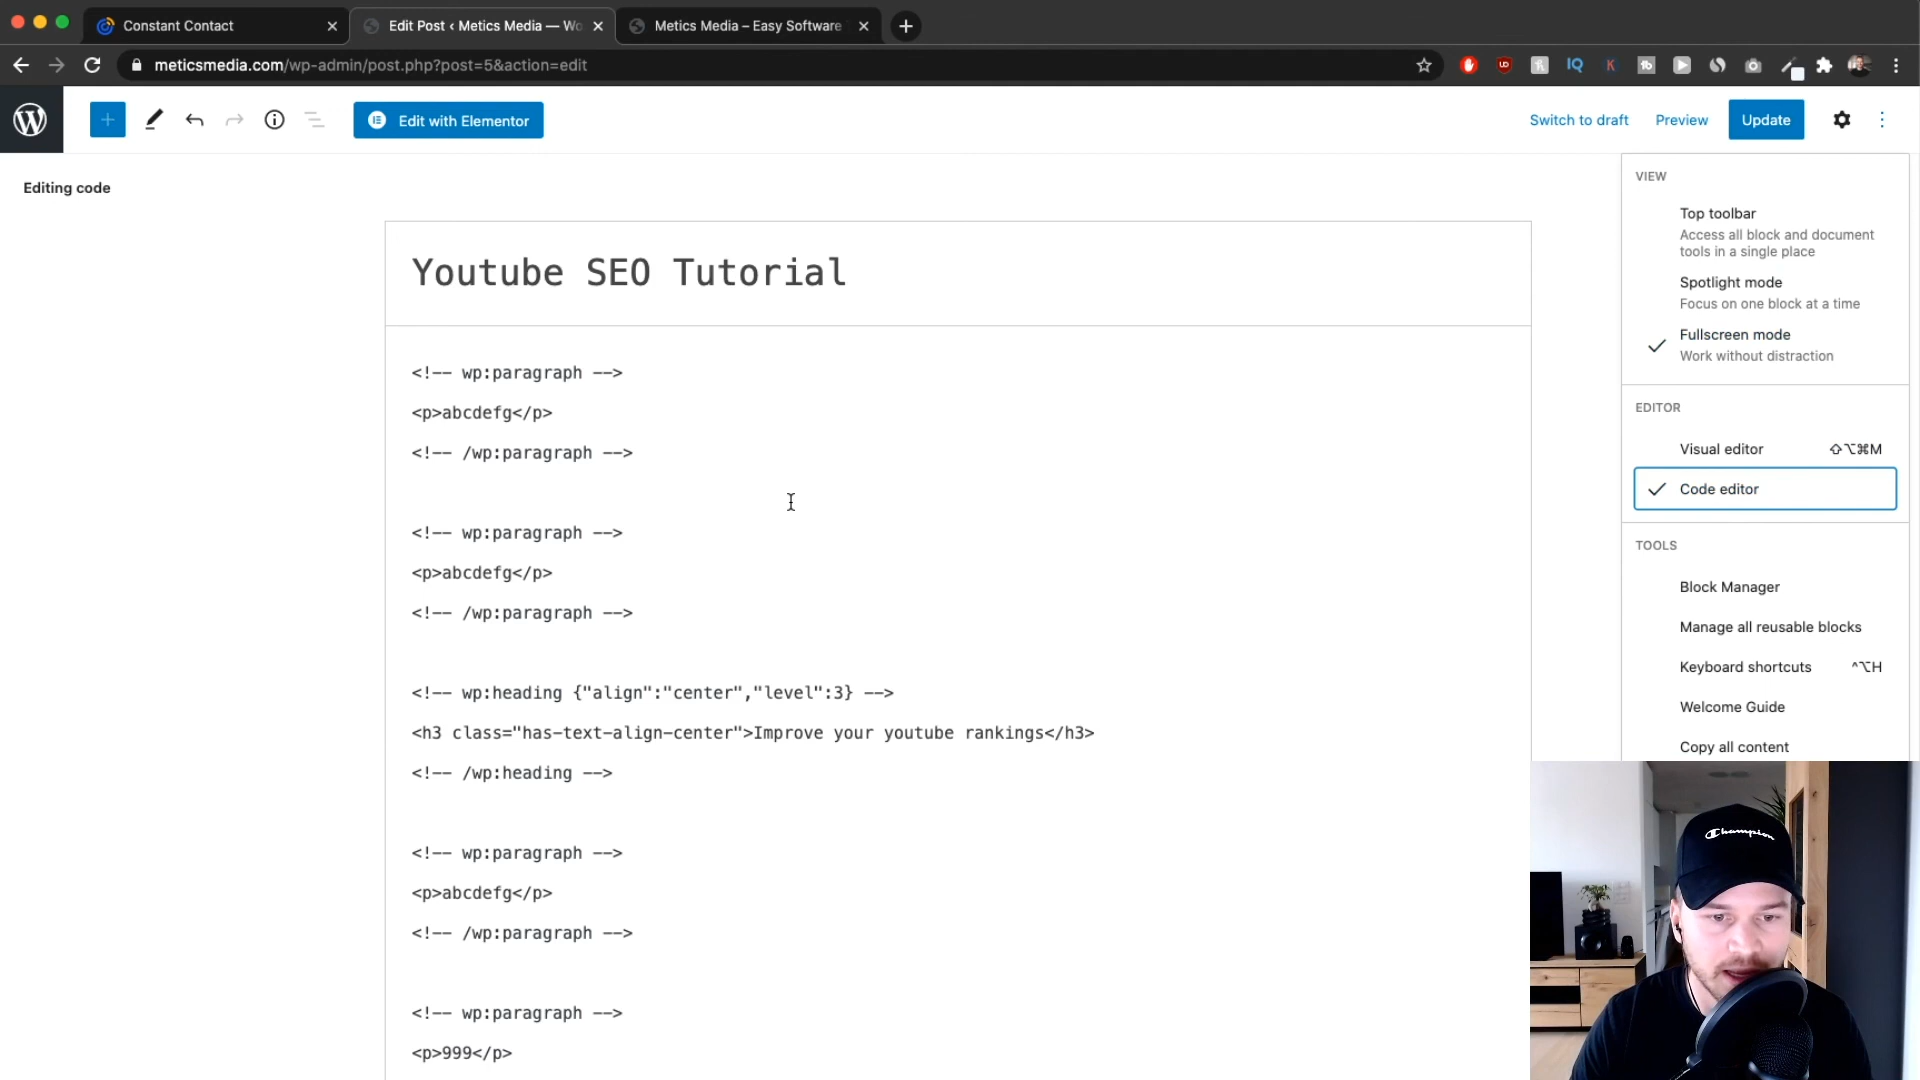 Constant Contact
Edit Post ‹ Metics Media — Wo
Metics Media – Easy Software
meticsmedia.com/wp-admin/post.php?post=5&action=edit
Edit with Elementor
Switch to draft
Preview
Update
Editing code
Youtube SEO Tutorial
<!-- wp:paragraph -->
<p>abcdefg</p>
<!-- /wp:paragraph -->
<!-- wp:paragraph -->
<p>abcdefg</p>
<!-- /wp:paragraph -->
<!-- wp:heading {"align":"center","level":3} -->
<h3 class="has-text-align-center">Improve your youtube rankings</h3>
<!-- /wp:heading -->
<!-- wp:paragraph -->
<p>abcdefg</p>
<!-- /wp:paragraph -->
<!-- wp:paragraph -->
<p>999</p>
VIEW
Top toolbar
Access all block and document
tools in a single place
Spotlight mode
Focus on one block at a time
Fullscreen mode
Work without distraction
EDITOR
Visual editor ⇧⌥⌘M
Code editor
TOOLS
Block Manager
Manage all reusable blocks
Keyboard shortcuts ^⌥H
Welcome Guide
Copy all content
Champion